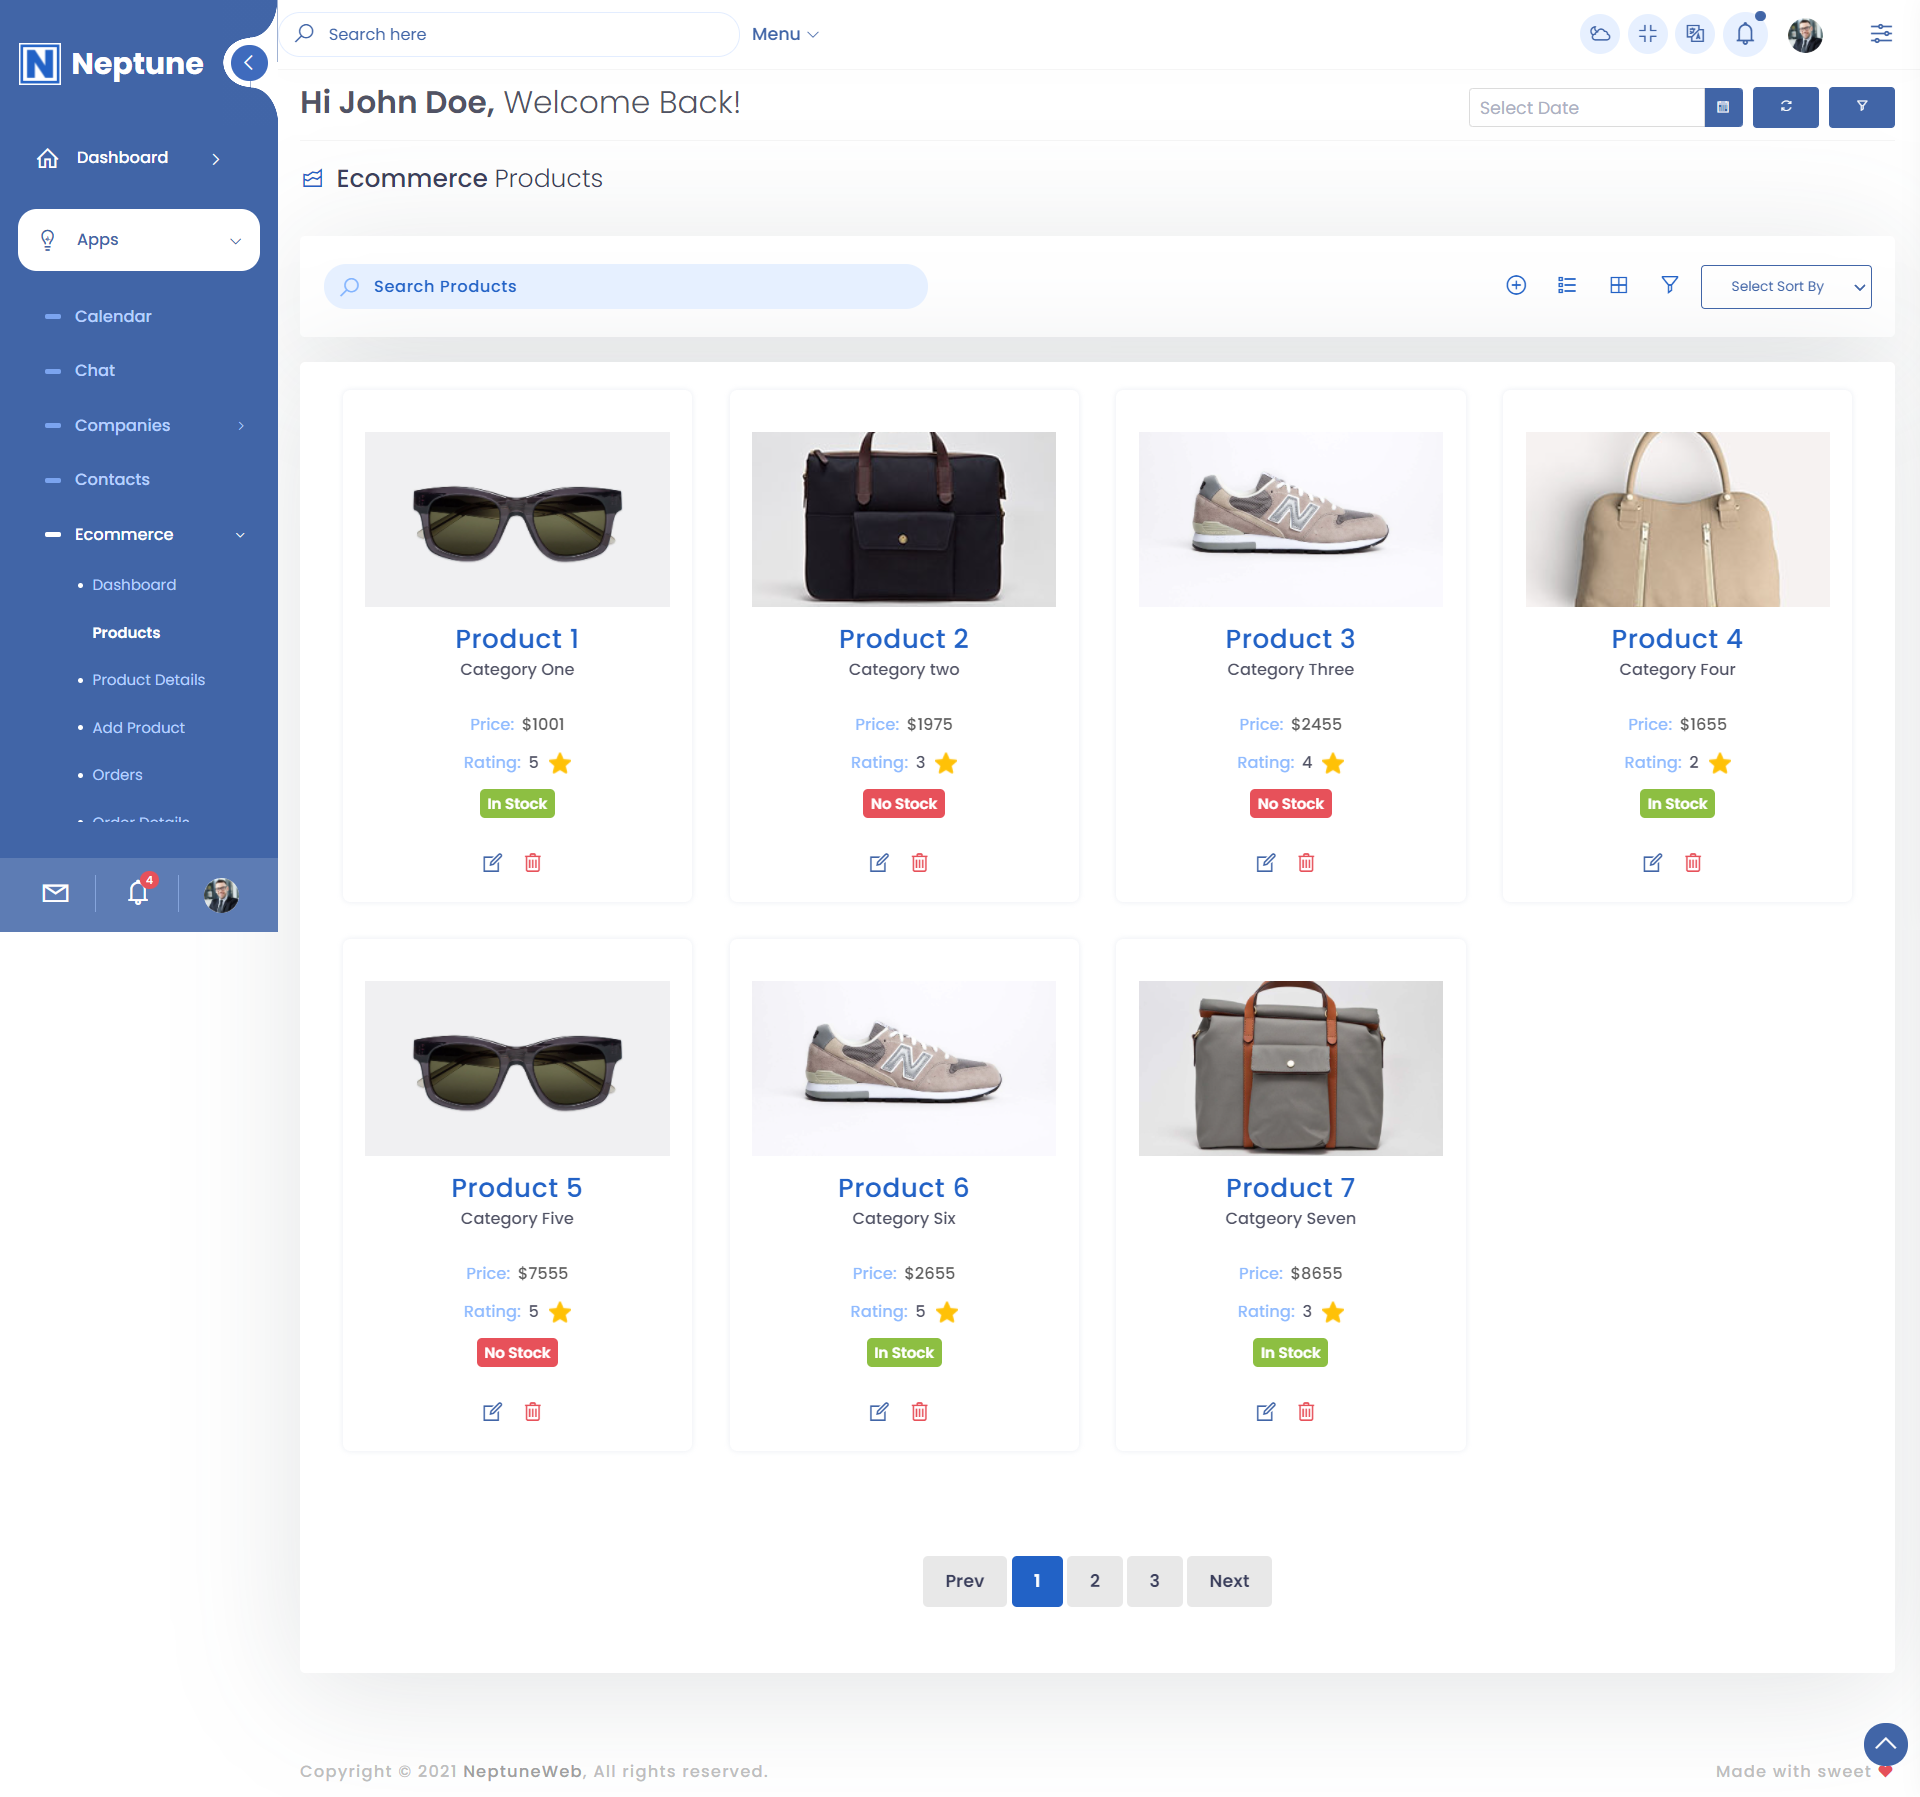 Neptune
Search here
Menu
Hi John Doe, Welcome Back!
Select Date
Dashboard
Apps
Calendar
Chat
Companies
Contacts
Ecommerce
Dashboard
Products
Product Details
Add Product
Orders
Order Details
4
Ecommerce Products
Search Products
Select Sort By
Product 1
Category One
Price: $1001
Rating: 5
In Stock
Product 2
Category two
Price: $1975
Rating: 3
No Stock
Product 3
Category Three
Price: $2455
Rating: 4
No Stock
Product 4
Category Four
Price: $1655
Rating: 2
In Stock
Product 5
Category Five
Price: $7555
Rating: 5
No Stock
Product 6
Category Six
Price: $2655
Rating: 5
In Stock
Product 7
Catgeory Seven
Price: $8655
Rating: 3
In Stock
Prev 1 2 3 Next
Copyright © 2021 NeptuneWeb, All rights reserved.
Made with sweet